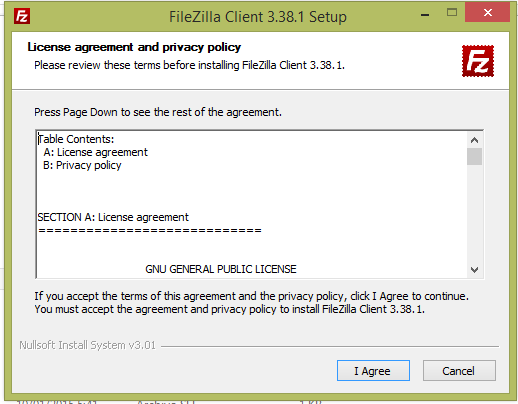 FileZilla Client 3.38.1 Setup
License agreement and privacy policy
Please review these terms before installing FileZilla Client 3.38.1.
Press Page Down to see the rest of the agreement.
Table Contents:
A: License agreement
B: Privacy policy
SECTION A: License agreement
============================
GNU GENERAL PUBLIC LICENSE
If you accept the terms of this agreement and the privacy policy, click I Agree to continue.
You must accept the agreement and privacy policy to install FileZilla Client 3.38.1.
Nullsoft Install System v3.01
I Agree
Cancel